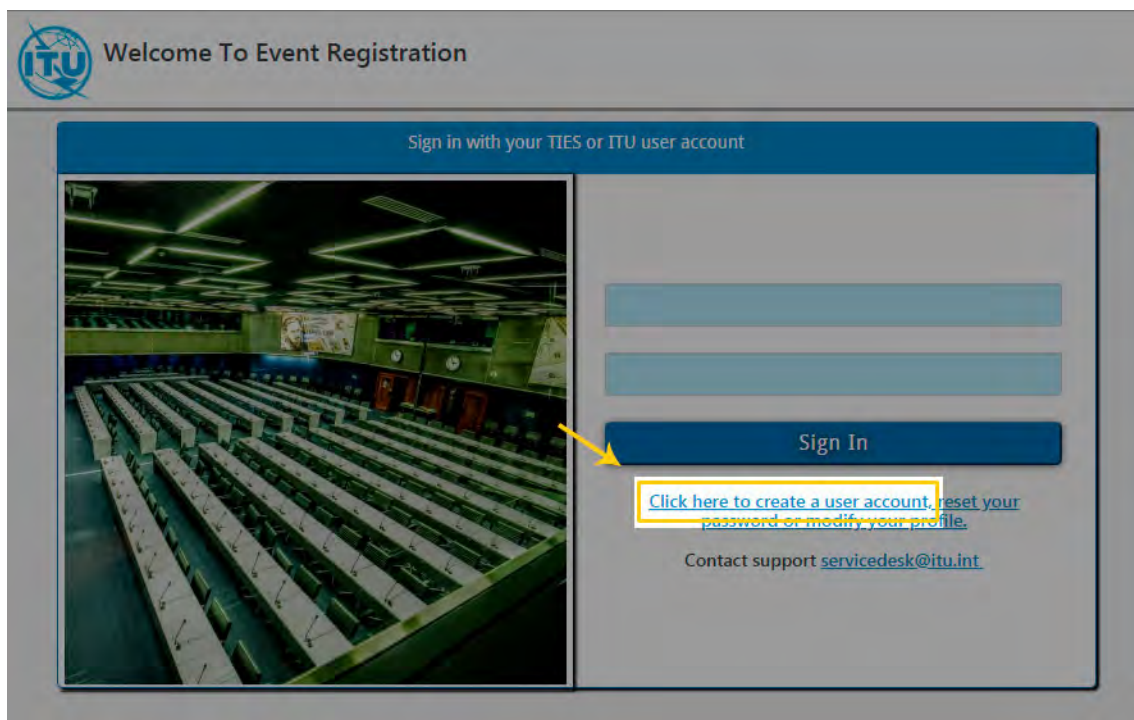 ITU
Welcome To Event Registration
Sign in with your TIES or ITU user account
Sign In
Click here to create a user account, reset your
password or modify your profile.
Contact support servicedesk@itu.int